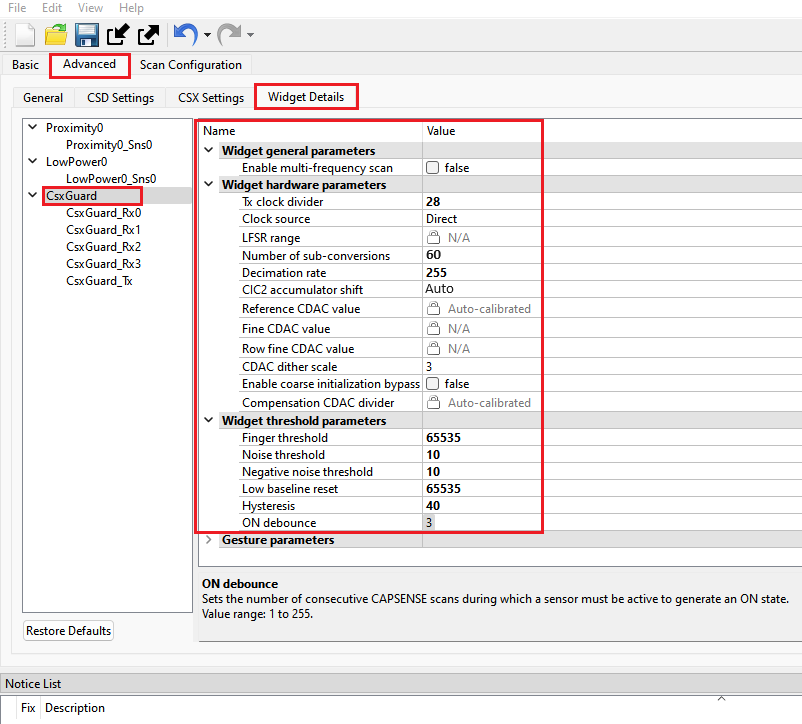 File Edit View Help
Basic Advanced Scan Configuration
General CSD Settings CSX Settings Widget Details
Proximity0
Proximity0_Sns0
LowPower0
LowPower0_Sns0
CsxGuard
CsxGuard_Rx0
CsxGuard_Rx1
CsxGuard_Rx2
CsxGuard_Rx3
CsxGuard_Tx
Restore Defaults
Name Value
Widget general parameters
Enable multi-frequency scan false
Widget hardware parameters
Tx clock divider 28
Clock source Direct
LFSR range N/A
Number of sub-conversions 60
Decimation rate 255
CIC2 accumulator shift Auto
Reference CDAC value Auto-calibrated
Fine CDAC value N/A
Row fine CDAC value N/A
CDAC dither scale 3
Enable coarse initialization bypass false
Compensation CDAC divider Auto-calibrated
Widget threshold parameters
Finger threshold 65535
Noise threshold 10
Negative noise threshold 10
Low baseline reset 65535
Hysteresis 40
ON debounce 3
Gesture parameters
ON debounce
Sets the number of consecutive CAPSENSE scans during which a sensor must be active to generate an ON state.
Value range: 1 to 255.
Notice List
Fix Description